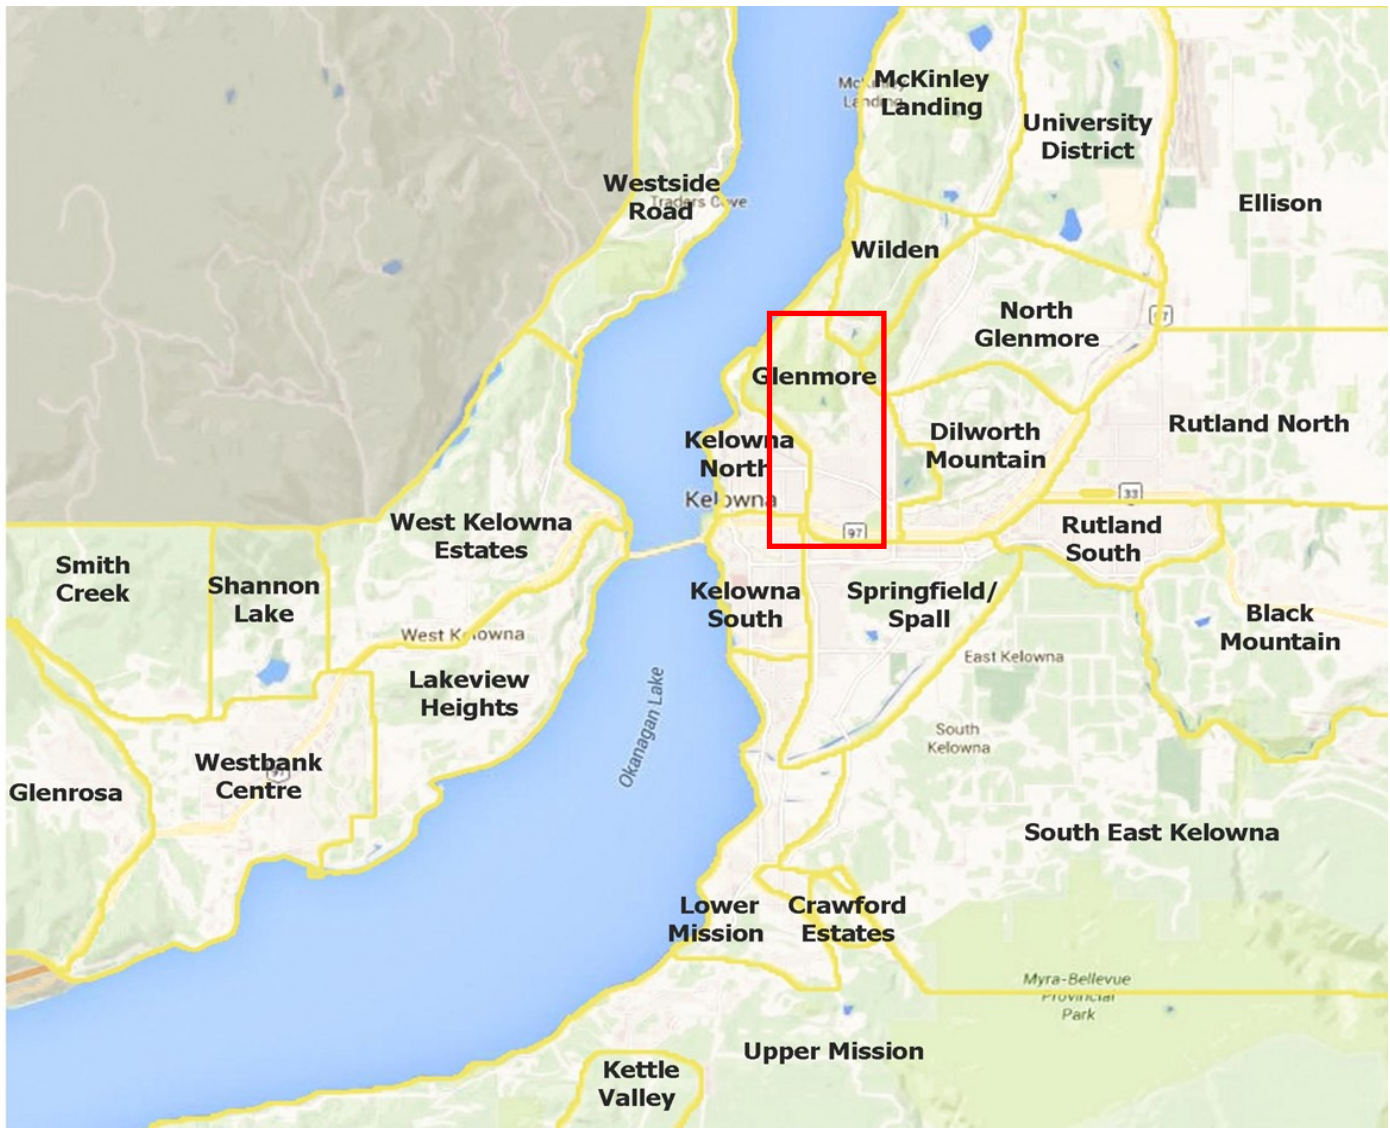 McKinley
Landing
McKinley
Landing
University
District
Westside
Road
Traders Cove
Ellison
Wilden
North
Glenmore
97
Glenmore
Rutland North
Kelowna
North
Dilworth
Mountain
Kelowna
33
West Kelowna
Estates
97
Rutland
South
Smith
Creek
Shannon
Lake
Kelowna
South
Springfield/
Spall
Black
Mountain
West Kelowna
East Kelowna
Lakeview
Heights
Okanagan Lake
South
Kelowna
Westbank
Centre
97
Glenrosa
South East Kelowna
Lower
Mission
Crawford
Estates
Myra-Bellevue
Provincial
Park
Upper Mission
Kettle
Valley